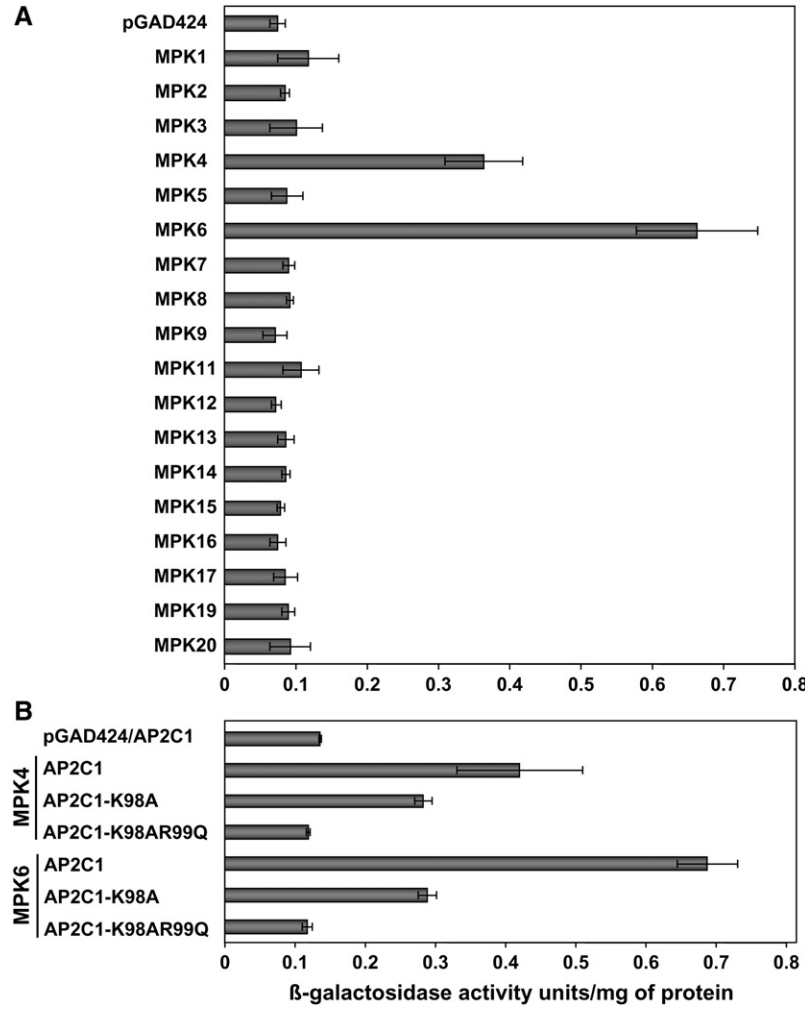 A
pGAD424
MPK1
MPK2
MPK3
MPK4
MPK5
MPK6
MPK7
MPK8
MPK9
MPK11
MPK12
MPK13
MPK14
MPK15
MPK16
MPK17
MPK19
MPK20
0 0.1 0.2 0.3 0.4 0.5 0.6 0.7 0.8
B
pGAD424/AP2C1
MPK4
AP2C1
AP2C1-K98A
AP2C1-K98AR99Q
MPK6
AP2C1
AP2C1-K98A
AP2C1-K98AR99Q
0 0.1 0.2 0.3 0.4 0.5 0.6 0.7 0.8
ß-galactosidase activity units/mg of protein